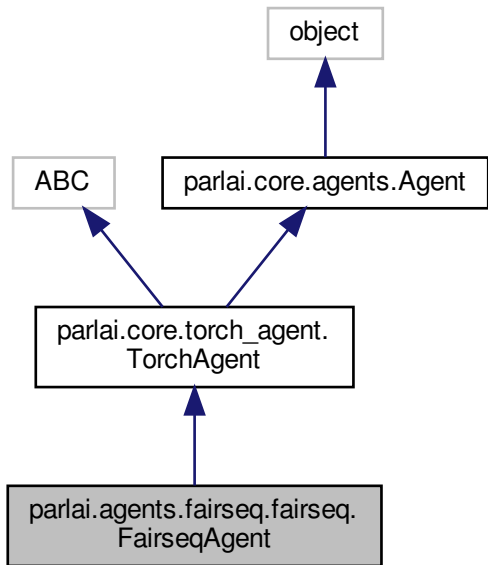 object
ABC
parlai.core.agents.Agent
parlai.core.torch_agent.
TorchAgent
parlai.agents.fairseq.fairseq.
FairseqAgent